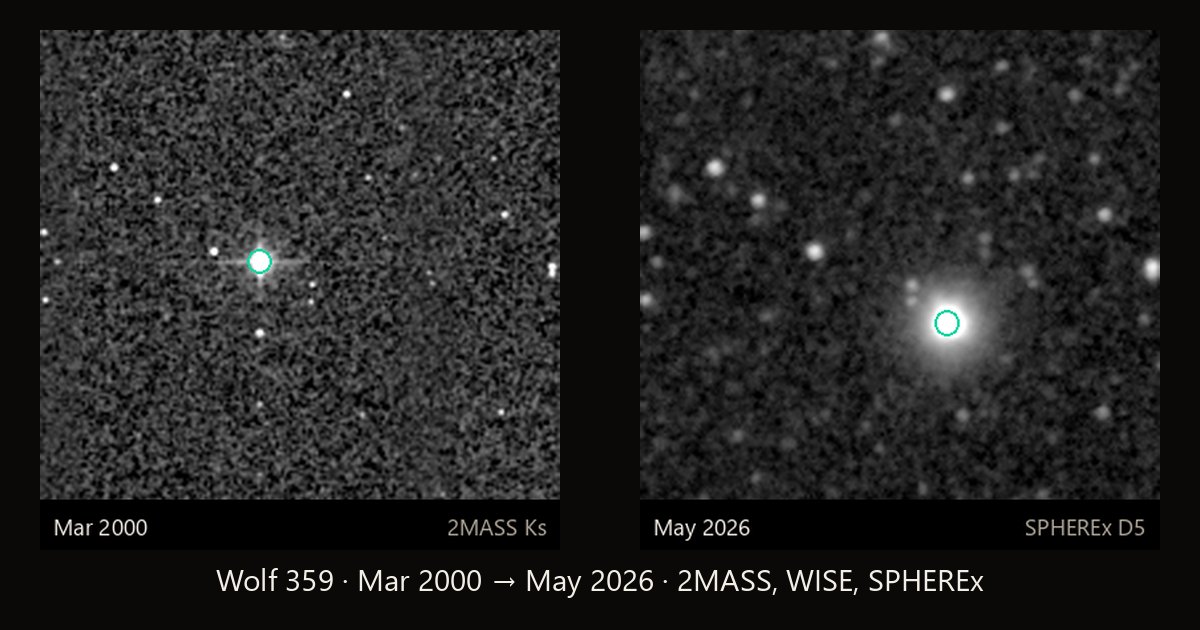 Mar 2000
2MASS Ks
May 2026
SPHEREx D5
Wolf 359 · Mar 2000 → May 2026 · 2MASS, WISE, SPHEREx